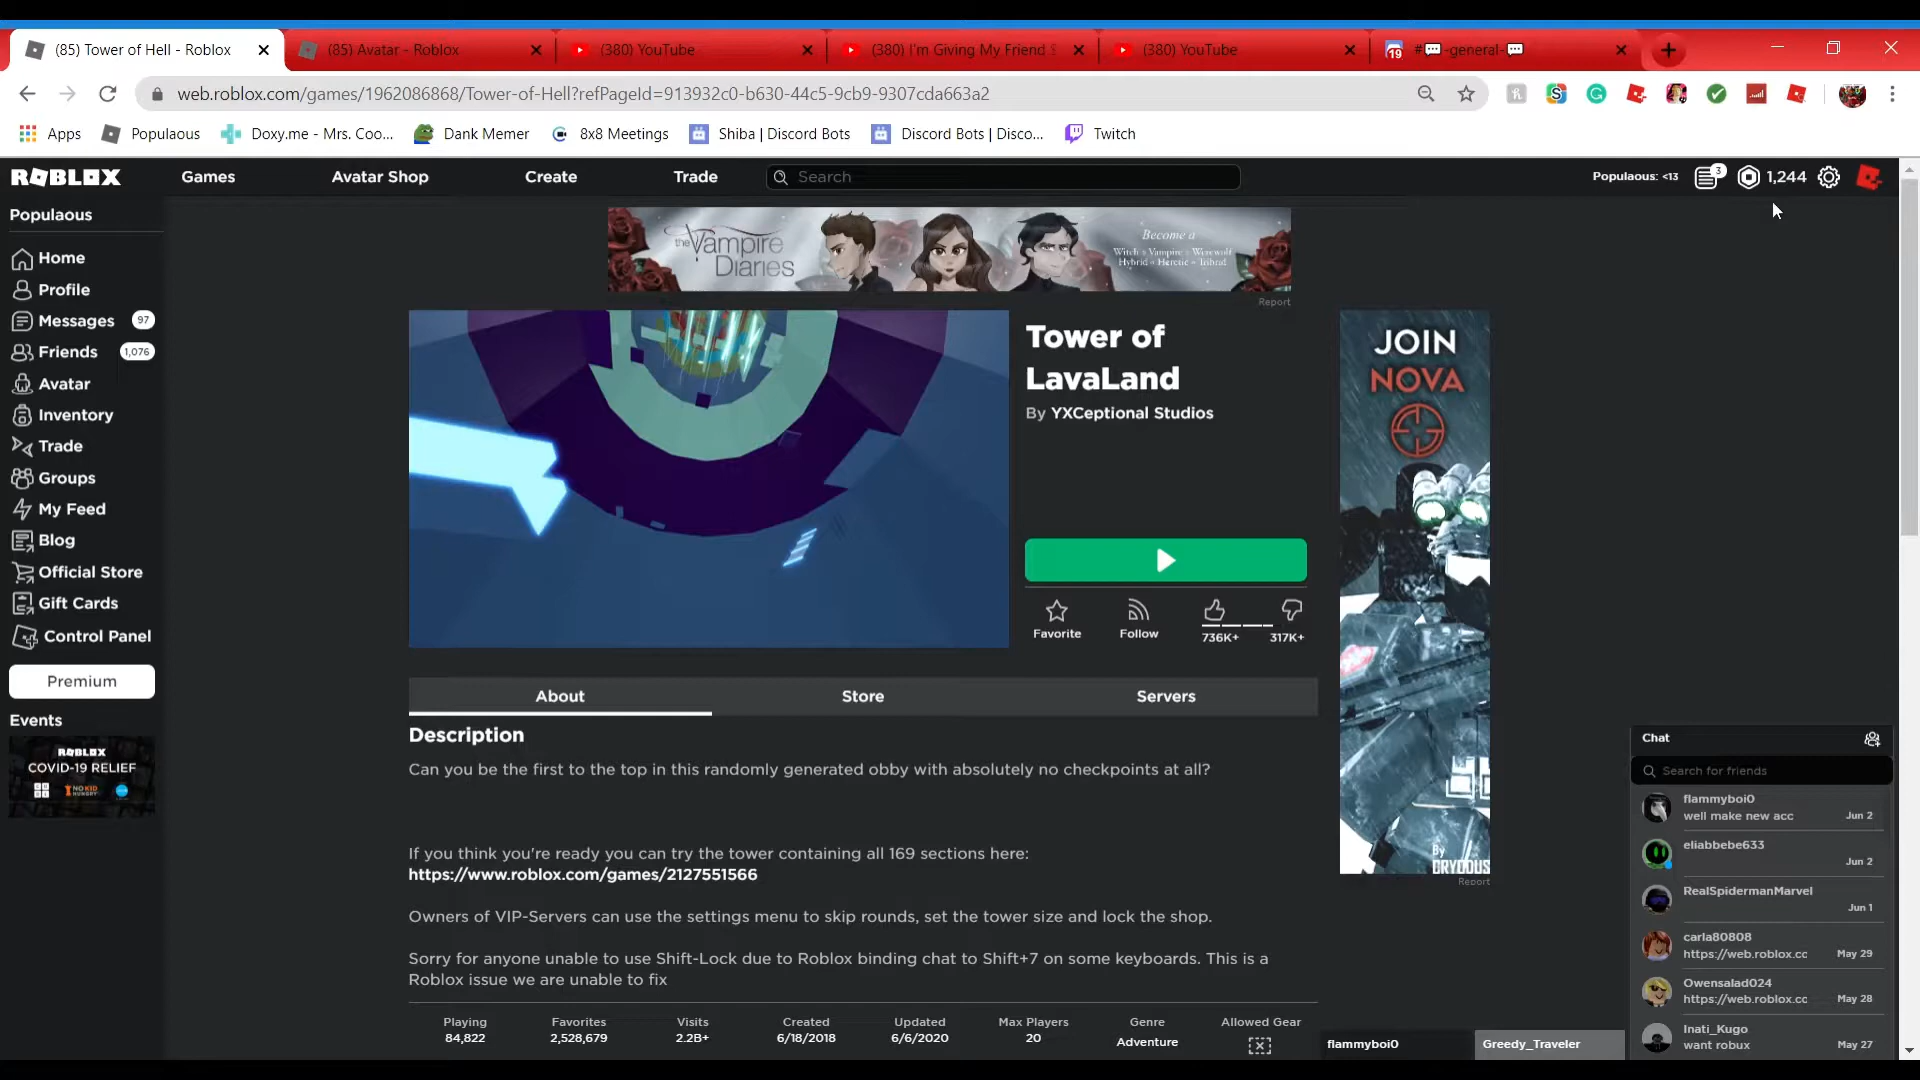 (85) Tower of Hell - Roblox
(85) Avatar - Roblox
(380) YouTube
(380) I'm Giving My Friend S
(380) YouTube
19
#💬-general-💬
web.roblox.com/games/1962086868/Tower-of-Hell?refPageId=913932c0-b630-44c5-9cb9-9307cda663a2
Apps
Populaous
Doxy.me - Mrs. Coo...
Dank Memer
8x8 Meetings
Shiba | Discord Bots
Discord Bots | Disco...
Twitch
ROBLOX
Games
Avatar Shop
Create
Trade
Search
Populaous: <13
3
1,244
Populaous
Home
Profile
Messages 97
Friends 1,076
Avatar
Inventory
Trade
Groups
My Feed
Blog
Official Store
Gift Cards
Control Panel
Premium
Events
ROBLOX
COVID-19 RELIEF
NO KID
HUNGRY
the Vampire
Diaries
Become a
Witch • Vampire • Werewolf
Hybrid • Heretic • Tribrid
Report
Tower of
LavaLand
By YXCeptional Studios
Favorite
Follow
736K+
317K+
JOIN
NOVA
By
CRYDOUS
Report
About
Store
Servers
Description
Can you be the first to the top in this randomly generated obby with absolutely no checkpoints at all?
If you think you're ready you can try the tower containing all 169 sections here:
https://www.roblox.com/games/2127551566
Owners of VIP-Servers can use the settings menu to skip rounds, set the tower size and lock the shop.
Sorry for anyone unable to use Shift-Lock due to Roblox binding chat to Shift+7 on some keyboards. This is a
Roblox issue we are unable to fix
Playing
84,822
Favorites
2,528,679
Visits
2.2B+
Created
6/18/2018
Updated
6/6/2020
Max Players
20
Genre
Adventure
Allowed Gear
flammyboi0
Greedy_Traveler
Chat
Search for friends
flammyboi0
well make new acc Jun 2
eliabbebe633
Jun 2
RealSpidermanMarvel
Jun 1
carla80808
https://web.roblox.cc May 29
Owensalad024
https://web.roblox.cc May 28
Inati_Kugo
want robux May 27